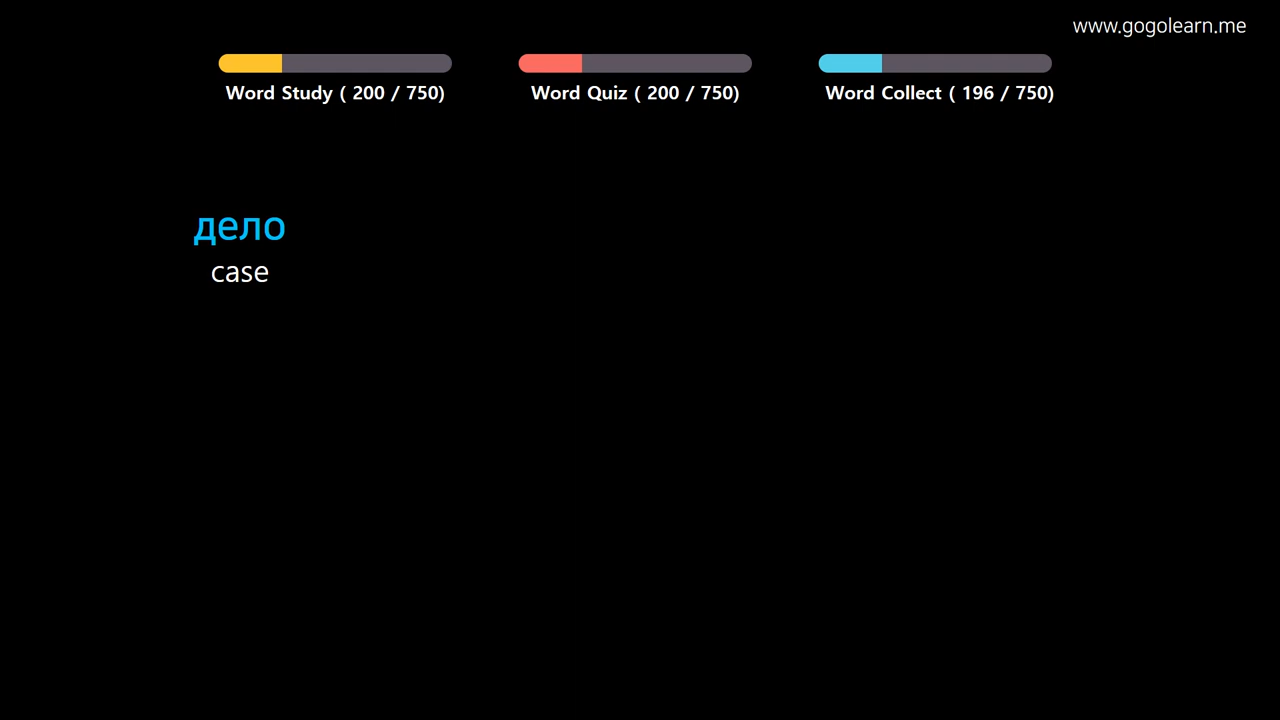 www.gogolearn.me
Word Study ( 200 / 750)
Word Quiz ( 200 / 750)
Word Collect ( 196 / 750)
дело
case